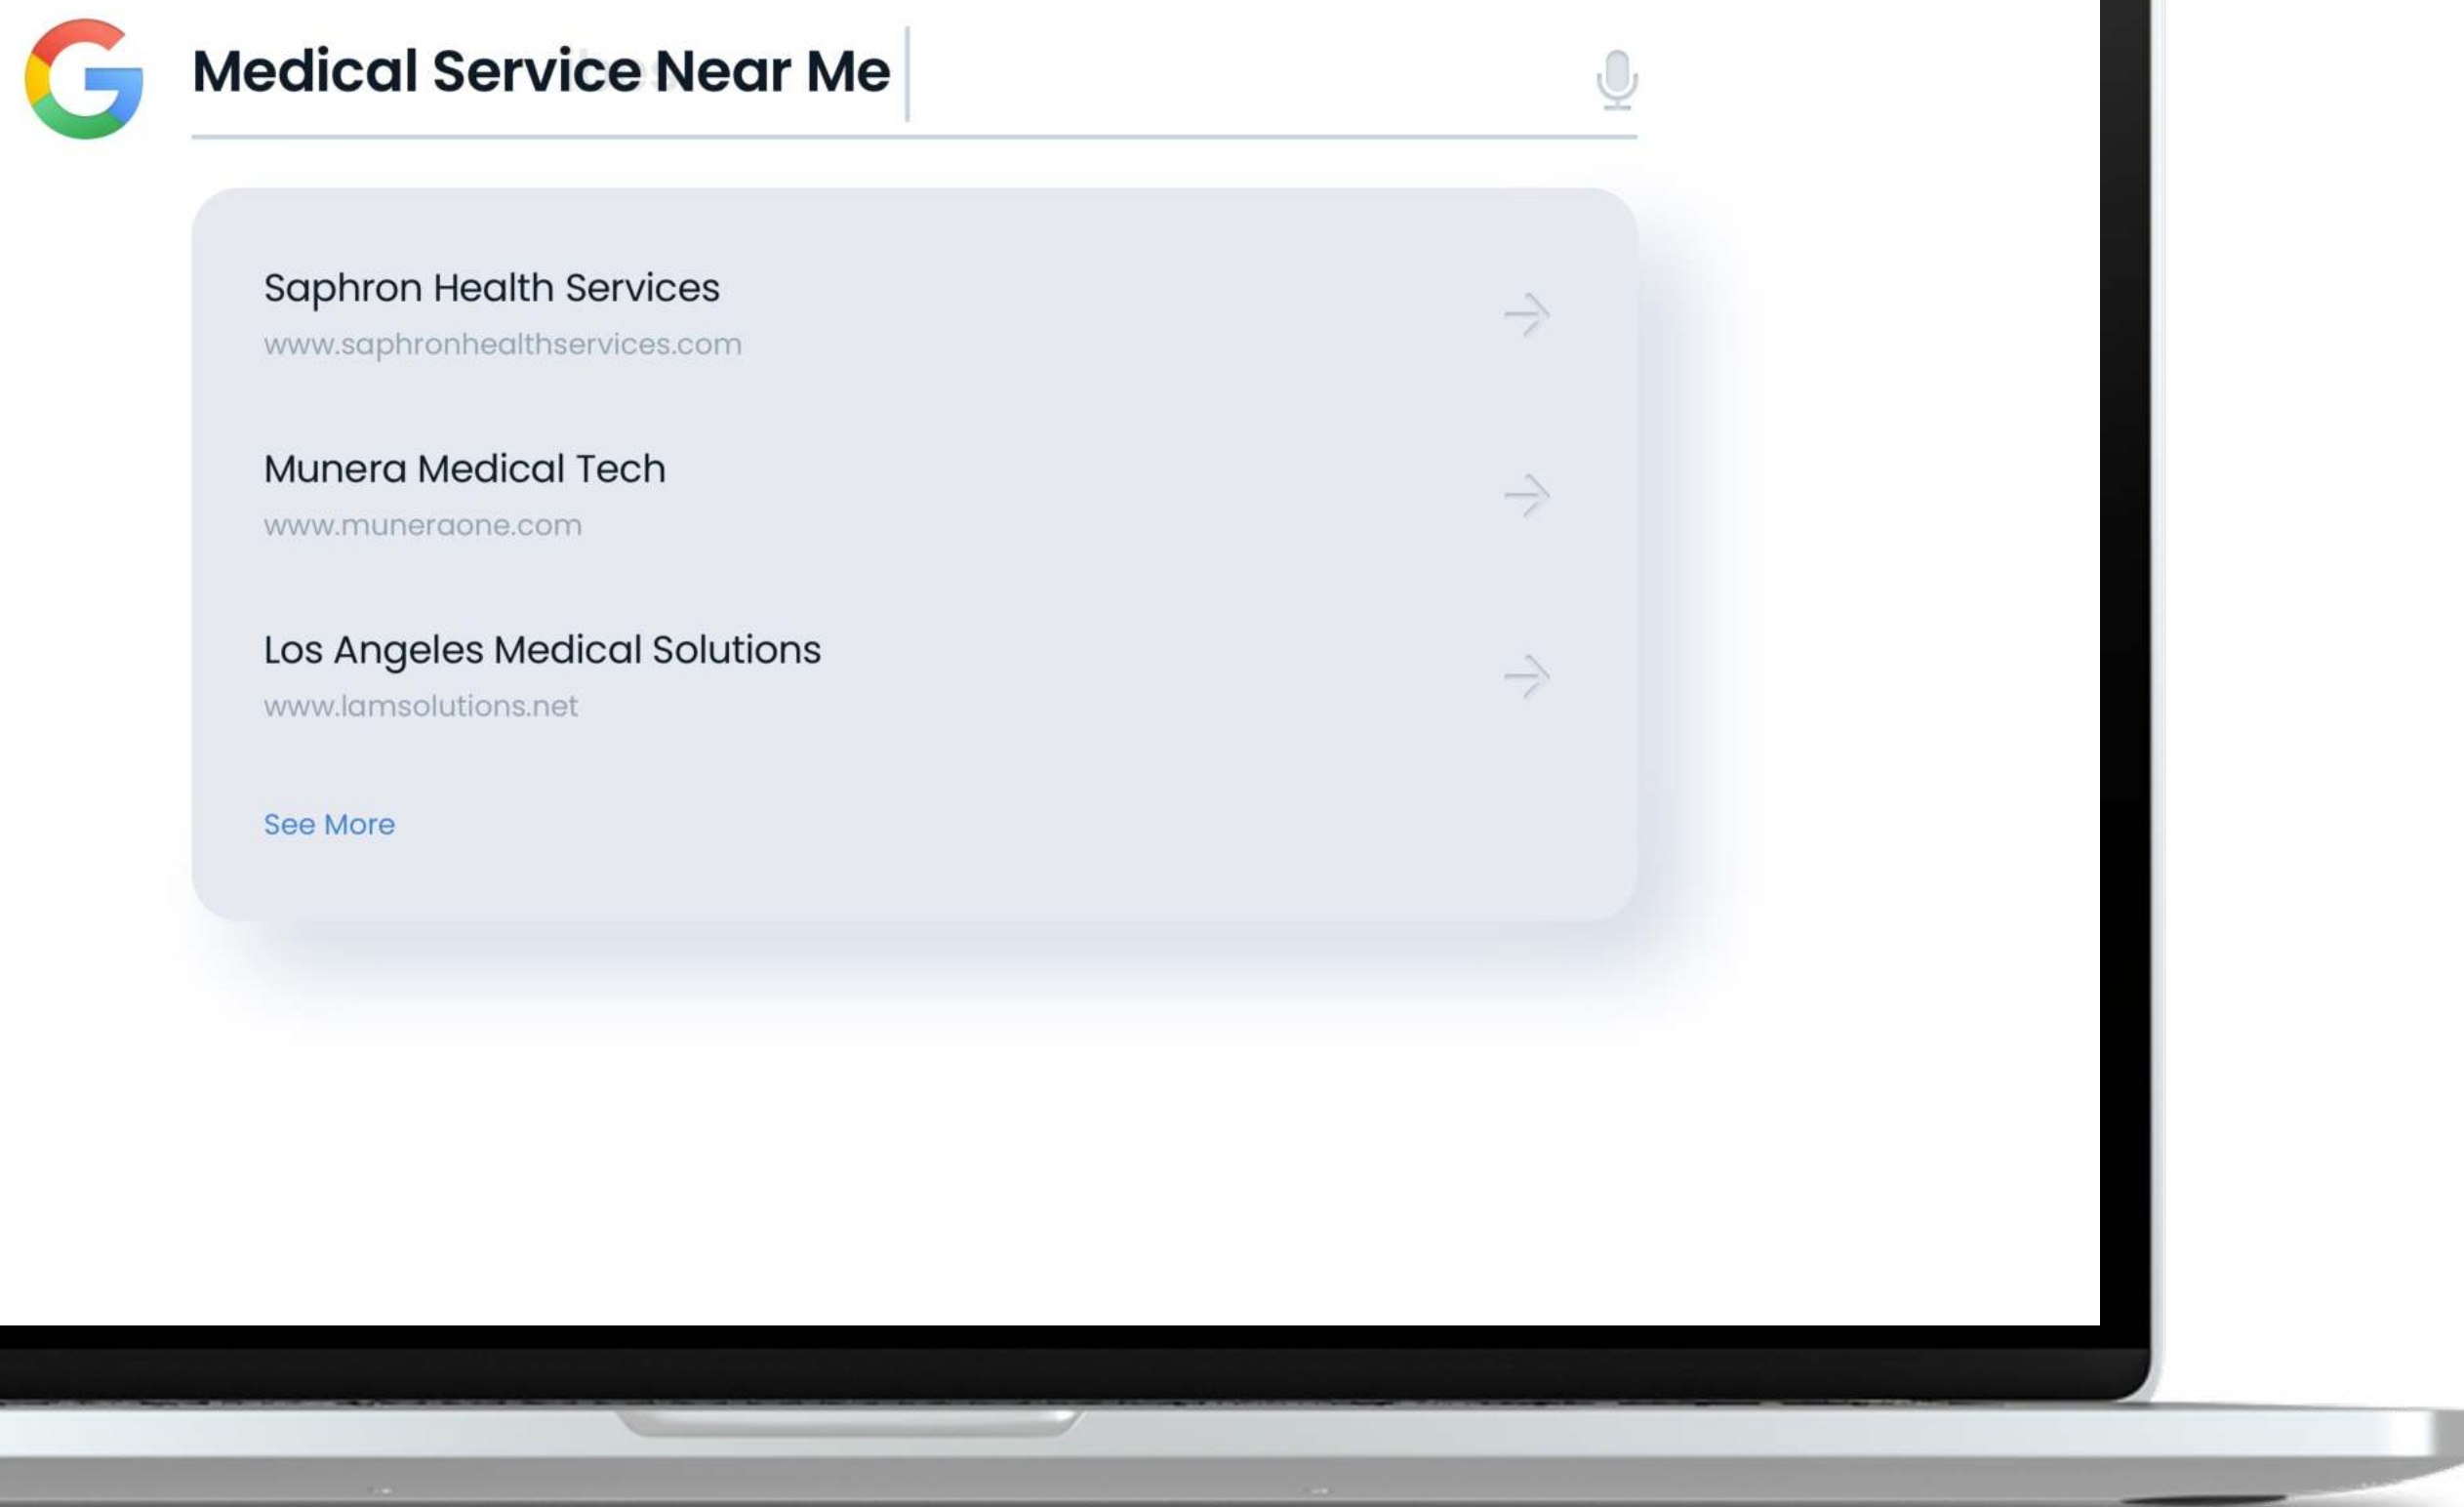 Medical Service Near Me
Saphron Health Services
www.saphronhealthservices.com
Munera Medical Tech
www.muneraone.com
Los Angeles Medical Solutions
www.lamsolutions.net
See More